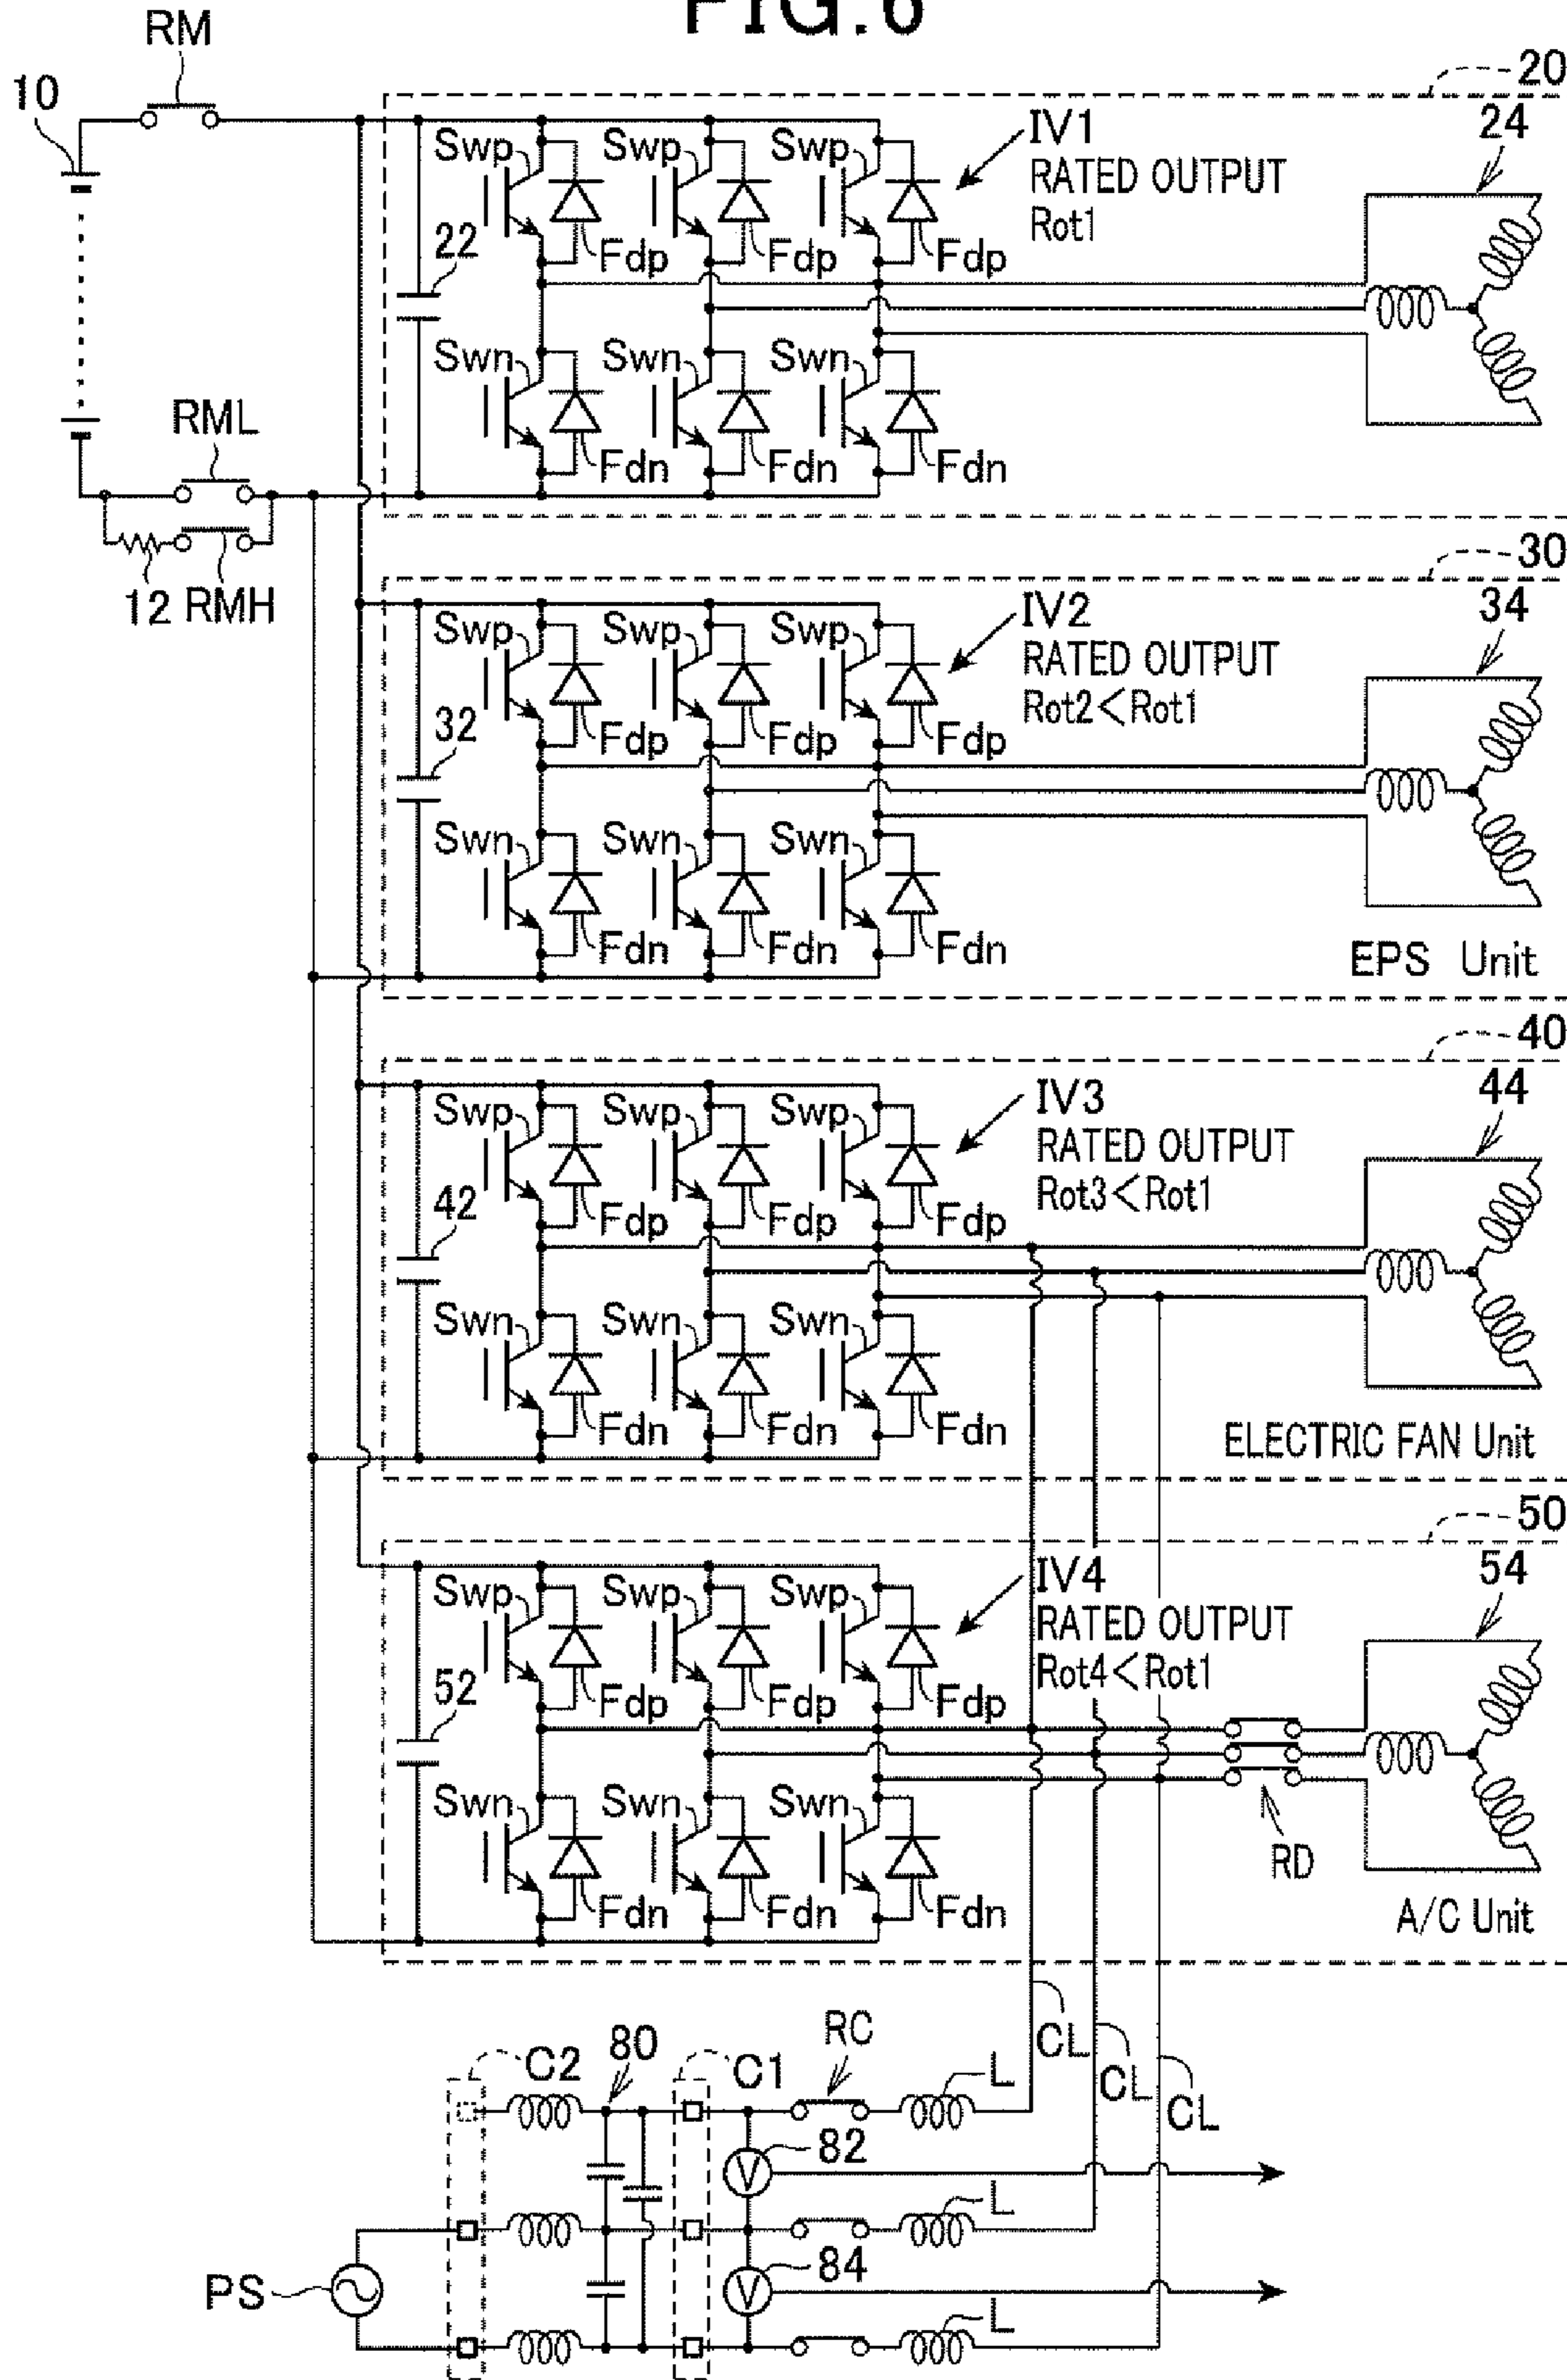 FIG.6
RM
10
20
24
IV1
RATED OUTPUT
Rot1
Swp Swp Swp
22
Fdp Fdp Fdp
Swn Swn Swn
RML
Fdn Fdn Fdn
12 RMH
30
34
IV2
RATED OUTPUT
Rot2<Rot1
Swp Swp Swp
32
Fdp Fdp Fdp
Swn Swn Swn
Fdn Fdn Fdn
EPS Unit
40
44
IV3
RATED OUTPUT
Rot3<Rot1
Swp Swp Swp
42
Fdp Fdp Fdp
Swn Swn Swn
Fdn Fdn Fdn
ELECTRIC FAN Unit
50
54
IV4
RATED OUTPUT
Rot4<Rot1
Swp Swp Swp
52
Fdp Fdp Fdp
Swn Swn Swn
RD
Fdn Fdn Fdn
A/C Unit
C2 80 C1 RC L CL
CL
CL
V 82
L
V 84
PS
L